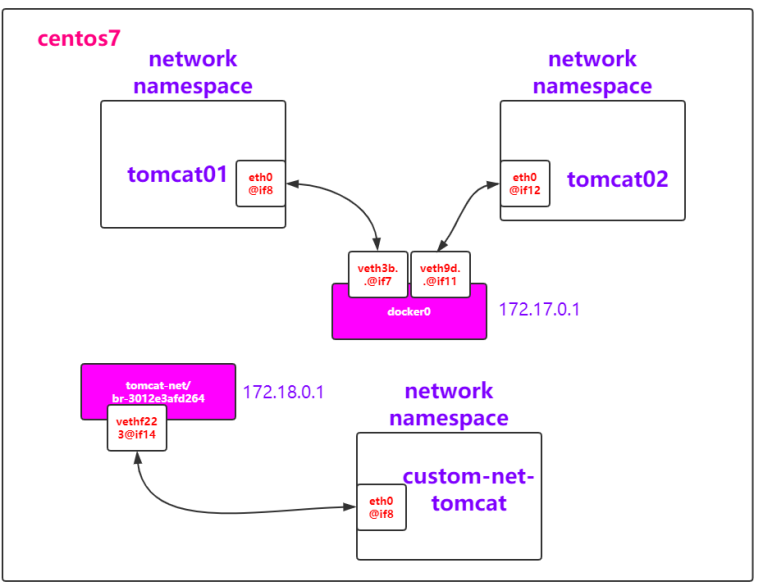 centos7
network
namespace
network
namespace
tomcat01
eth0
@if8
eth0
@if12
tomcat02
veth3b.
.@if7
veth9d.
.@if11
docker0
172.17.0.1
tomcat-net/
br-3012e3afd264
172.18.0.1
vethf22
3@if14
network
namespace
custom-net-
tomcat
eth0
@if8